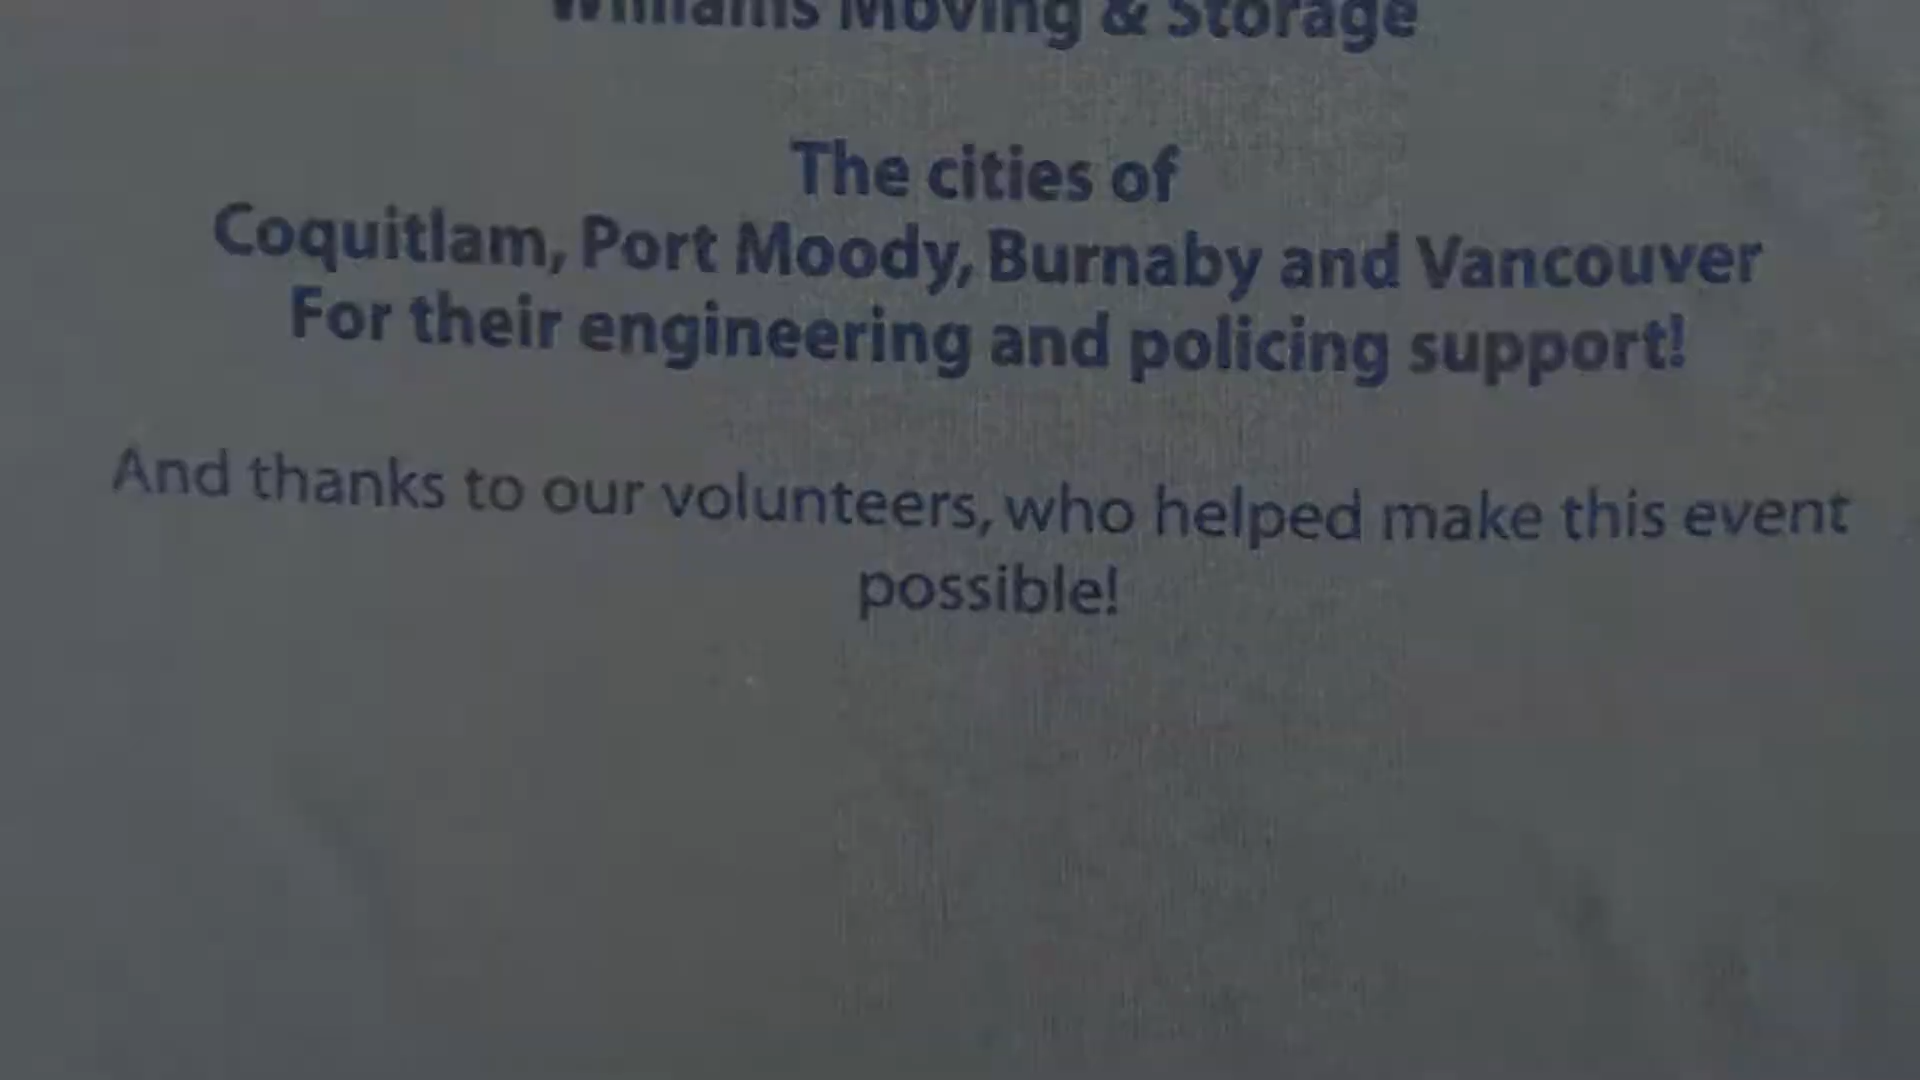 Williams Moving & Storage
The cities of
Coquitlam, Port Moody, Burnaby and Vancouver
For their engineering and policing support!
And thanks to our volunteers, who helped make this event
possible!